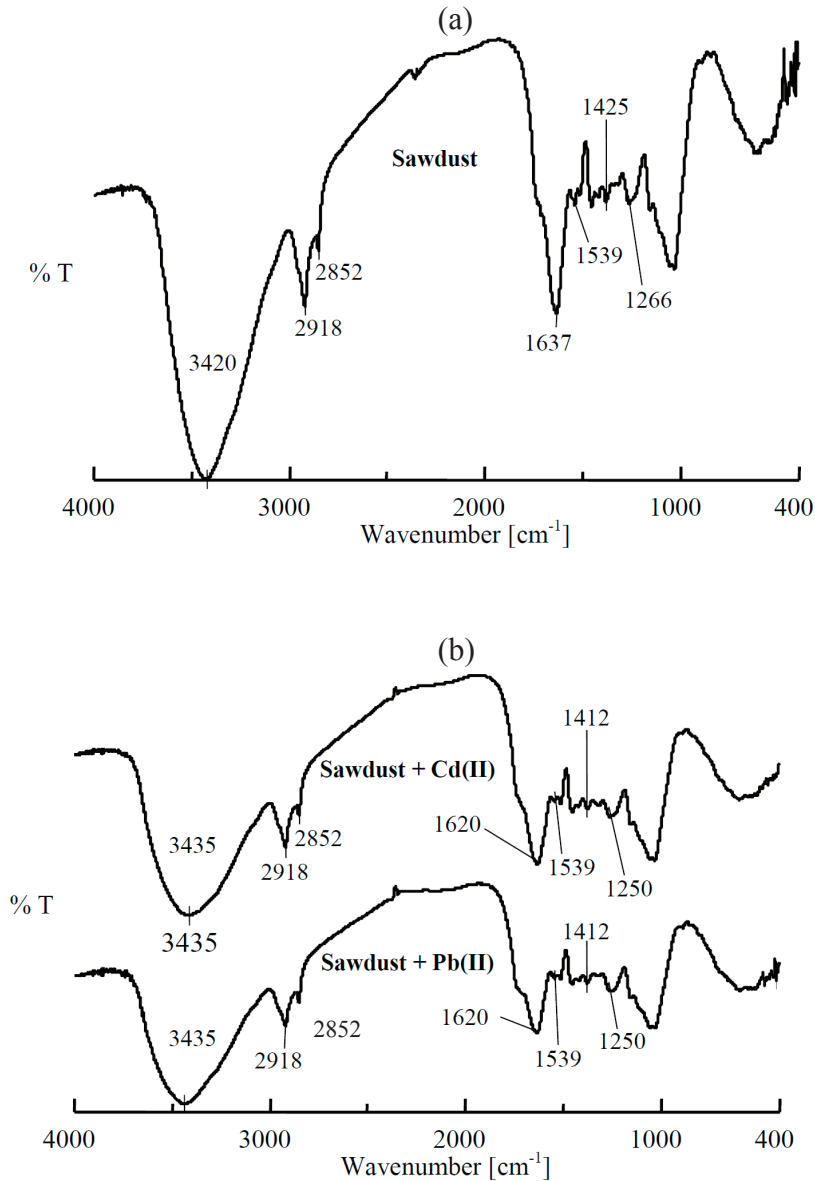 (a)
1425
Sawdust
% T
2852
2918
1539
1266
1637
3420
4000 3000 2000 1000 400
Wavenumber [cm⁻¹]
(b)
1412
Sawdust + Cd(II)
3435
2852
2918
1620
1539
1250
% T
3435
1412
Sawdust + Pb(II)
3435
2852
2918
1620
1539
1250
4000 3000 2000 1000 400
Wavenumber [cm⁻¹]